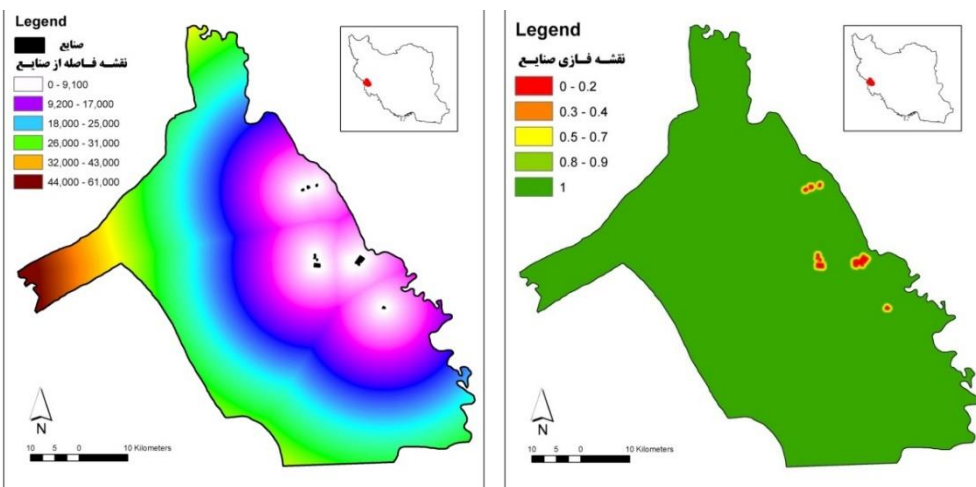 Legend
صنایع
نقشه فاصله از صنایع
0 - 9,100
9,200 - 17,000
18,000 - 25,000
26,000 - 31,000
32,000 - 43,000
44,000 - 61,000
N
10 5 0 10 Kilometers
Legend
نقشه فازی صنایع
0 - 0.2
0.3 - 0.4
0.5 - 0.7
0.8 - 0.9
1
N
10 5 0 10 Kilometers